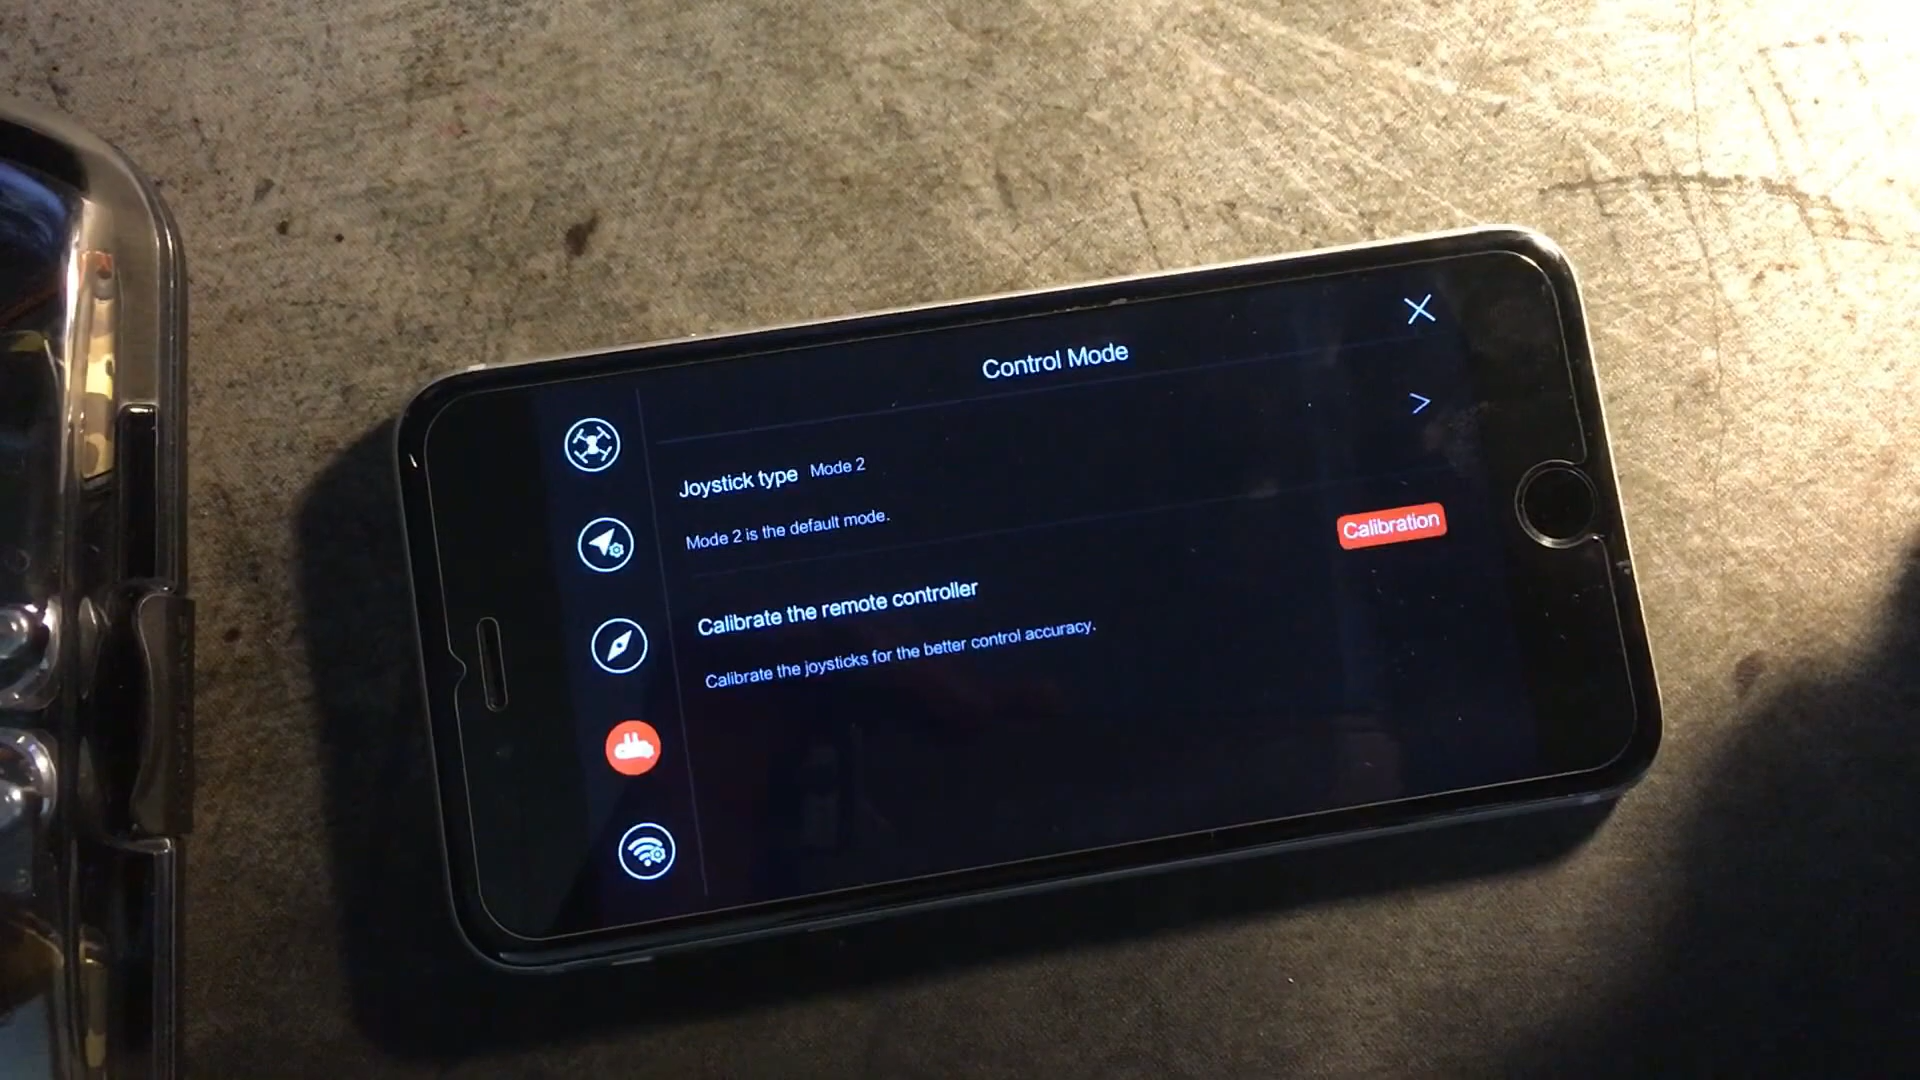 Control Mode
Joystick type Mode 2
Mode 2 is the default mode.
Calibration
Calibrate the remote controller
Calibrate the joysticks for the better control accuracy.